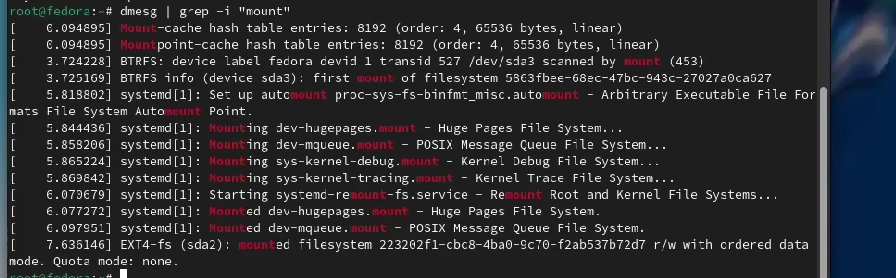 root@fedora:~# dmesg | grep -i "mount"
[    0.094895] Mount-cache hash table entries: 8192 (order: 4, 65536 bytes, linear)
[    0.094895] Mountpoint-cache hash table entries: 8192 (order: 4, 65536 bytes, linear)
[    3.724228] BTRFS: device label fedora devid 1 transid 527 /dev/sda3 scanned by mount (453)
[    3.725169] BTRFS info (device sda3): first mount of filesystem 5863fbee-68ec-47bc-943c-27027a0ca627
[    5.818802] systemd[1]: Set up automount proc-sys-fs-binfmt_misc.automount - Arbitrary Executable File For
mats File System Automount Point.
[    5.844436] systemd[1]: Mounting dev-hugepages.mount - Huge Pages File System...
[    5.858206] systemd[1]: Mounting dev-mqueue.mount - POSIX Message Queue File System...
[    5.865224] systemd[1]: Mounting sys-kernel-debug.mount - Kernel Debug File System...
[    5.869842] systemd[1]: Mounting sys-kernel-tracing.mount - Kernel Trace File System...
[    6.070679] systemd[1]: Starting systemd-remount-fs.service - Remount Root and Kernel File Systems...
[    6.077272] systemd[1]: Mounted dev-hugepages.mount - Huge Pages File System.
[    6.097951] systemd[1]: Mounted dev-mqueue.mount - POSIX Message Queue File System.
[    7.636146] EXT4-fs (sda2): mounted filesystem 223202f1-cbc8-4ba0-9c70-f2ab537b72d7 r/w with ordered data
mode. Quota mode: none.
root@fedora:~#